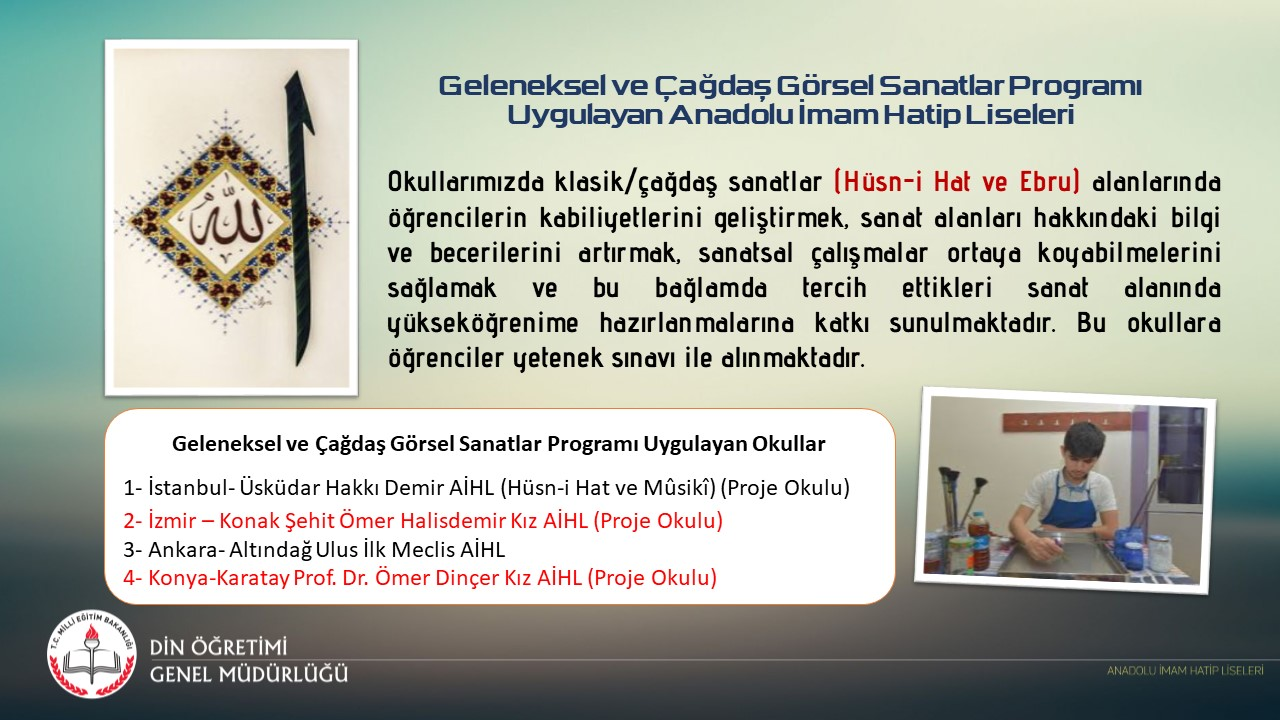 Geleneksel ve Çağdaş Görsel Sanatlar Programı
Uygulayan Anadolu İmam Hatip Liseleri
Okullarımızda klasik/çağdaş sanatlar (Hüsn-i Hat ve Ebru) alanlarında
öğrencilerin kabiliyetlerini geliştirmek, sanat alanları hakkındaki bilgi
ve becerilerini artırmak, sanatsal çalışmalar ortaya koyabilmelerini
sağlamak ve bu bağlamda tercih ettikleri sanat alanında
yükseköğrenime hazırlanmalarına katkı sunulmaktadır. Bu okullara
öğrenciler yetenek sınavı ile alınmaktadır.
الله
Geleneksel ve Çağdaş Görsel Sanatlar Programı Uygulayan Okullar
1- İstanbul- Üsküdar Hakkı Demir AİHL (Hüsn-i Hat ve Mûsikî) (Proje Okulu)
2- İzmir – Konak Şehit Ömer Halisdemir Kız AİHL (Proje Okulu)
3- Ankara- Altındağ Ulus İlk Meclis AİHL
4- Konya-Karatay Prof. Dr. Ömer Dinçer Kız AİHL (Proje Okulu)
T.C. MİLLİ EĞİTİM BAKANLIĞI
DİN ÖĞRETİMİ
GENEL MÜDÜRLÜĞÜ
ANADOLU İMAM HATİP LİSELERİ